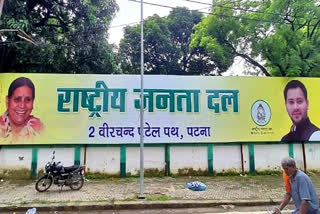 राष्ट्रीय जनता दल
2 वीरचन्द पटेल पथ, पटना